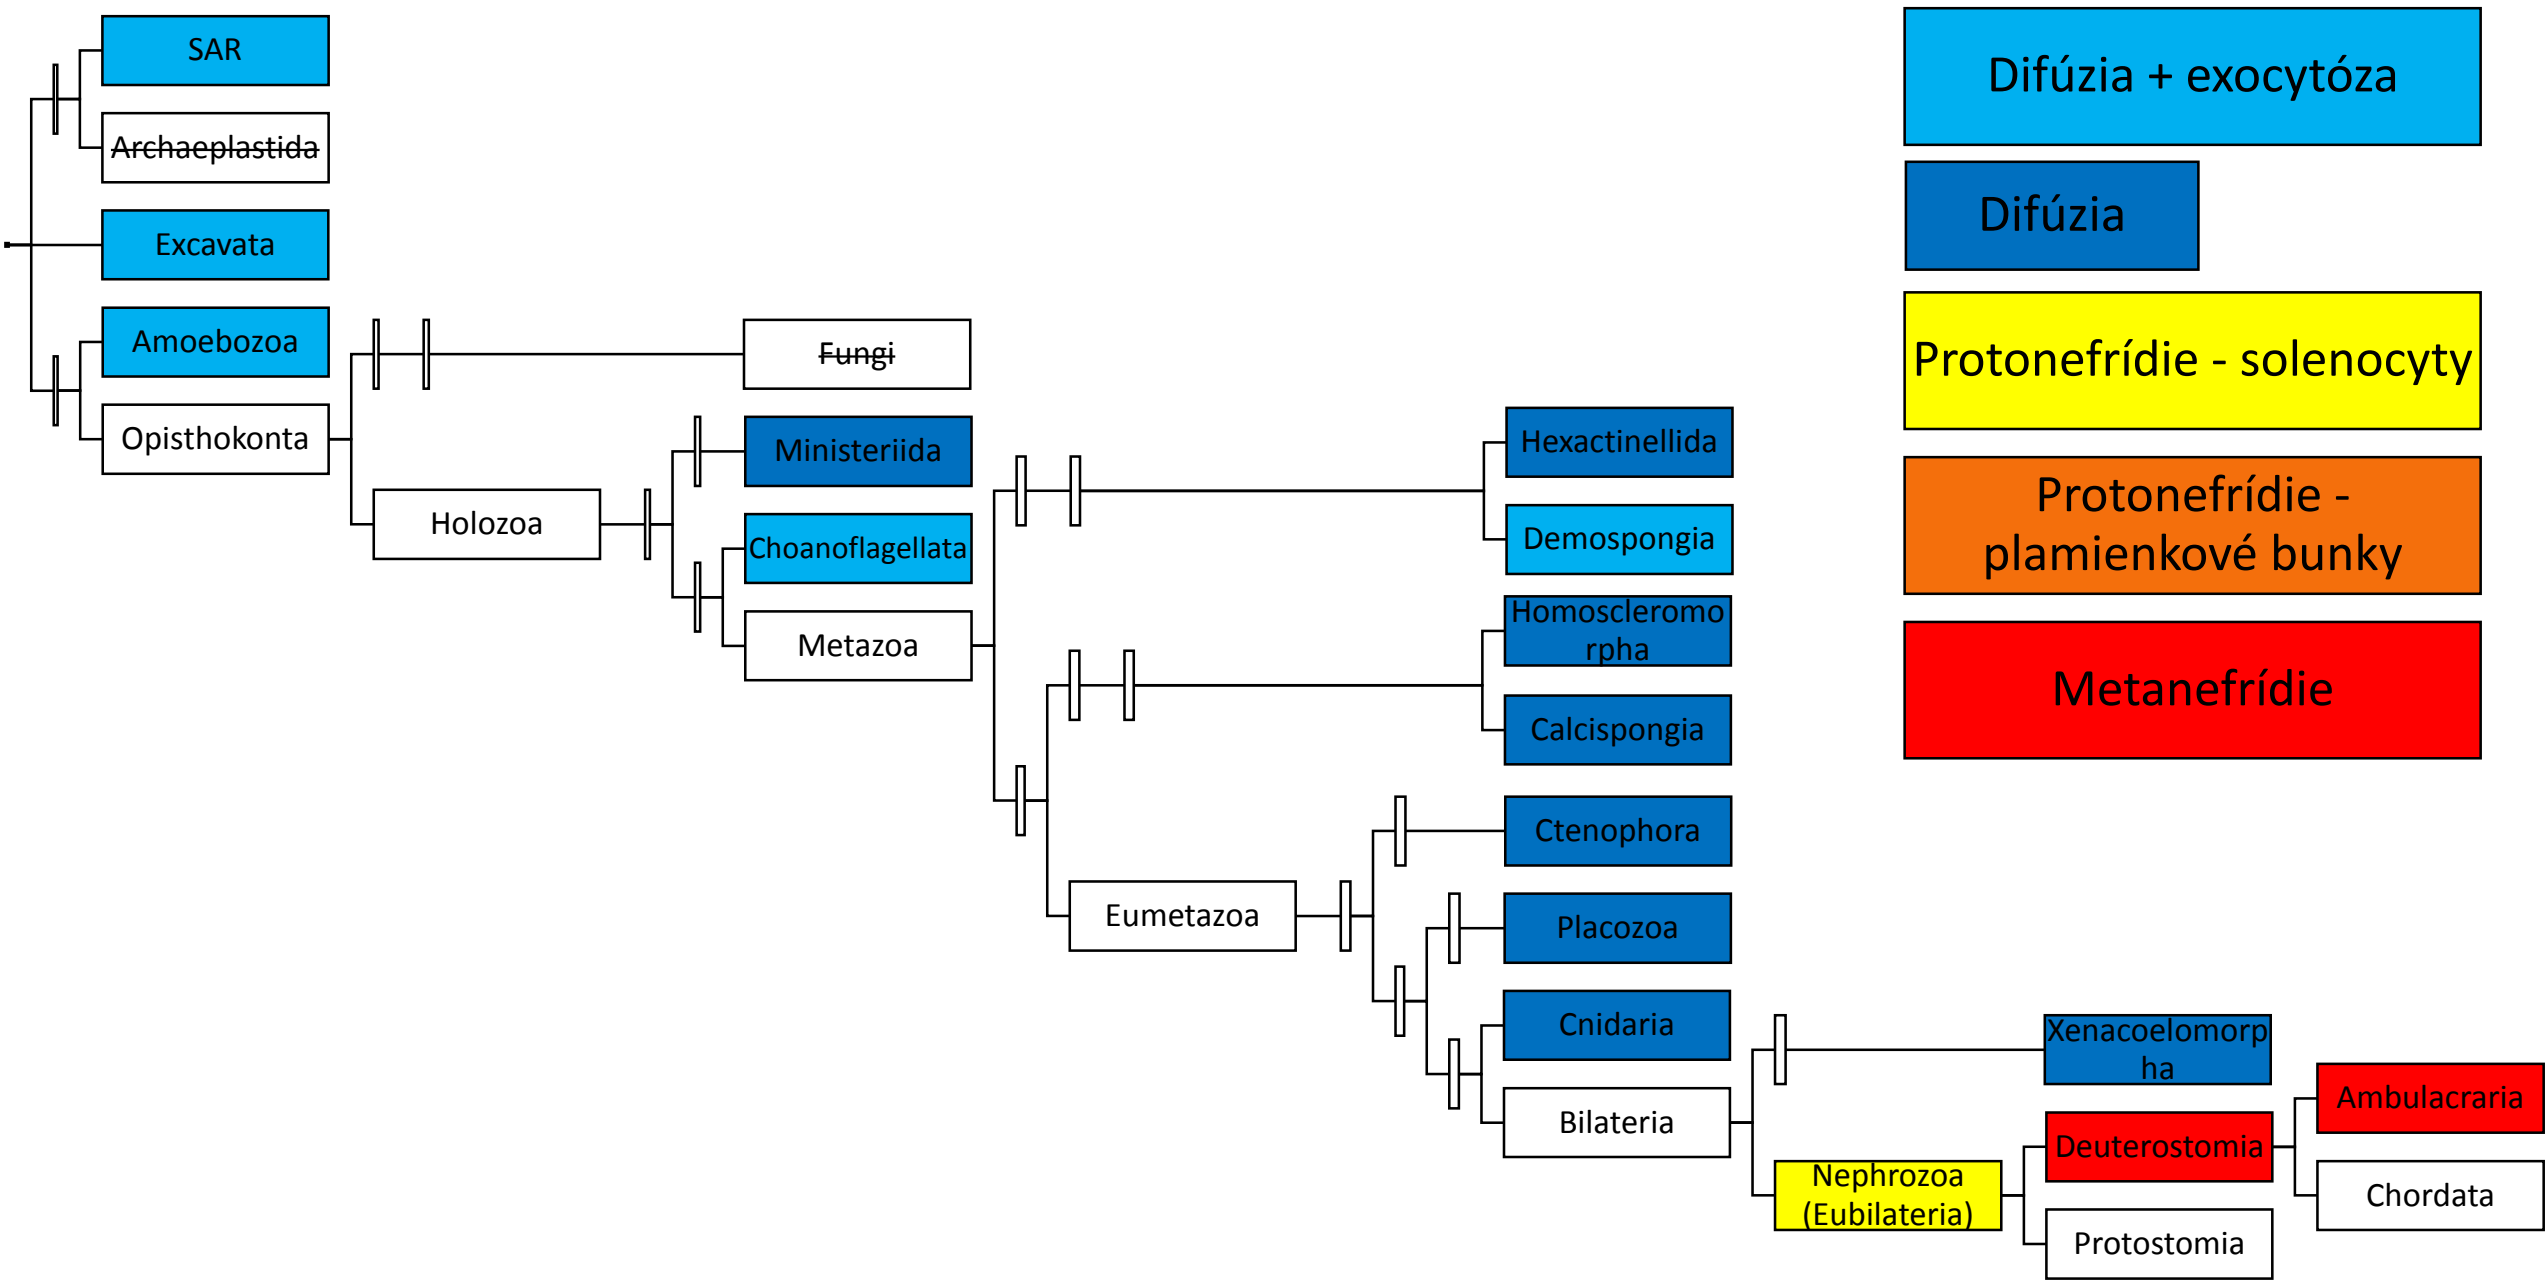 SAR
Archaeplastida
Excavata
Amoebozoa
Opisthokonta
Fungi
Holozoa
Ministeriida
Choanoflagellata
Metazoa
Hexactinellida
Demospongia
Homoscleromo
rpha
Calcispongia
Ctenophora
Eumetazoa
Placozoa
Cnidaria
Bilateria
Xenacoelomorp
ha
Nephrozoa
(Eubilateria)
Deuterostomia
Protostomia
Ambulacraria
Chordata
Difúzia + exocytóza
Difúzia
Protonefrídie - solenocyty
Protonefrídie -
plamienkové bunky
Metanefrídie